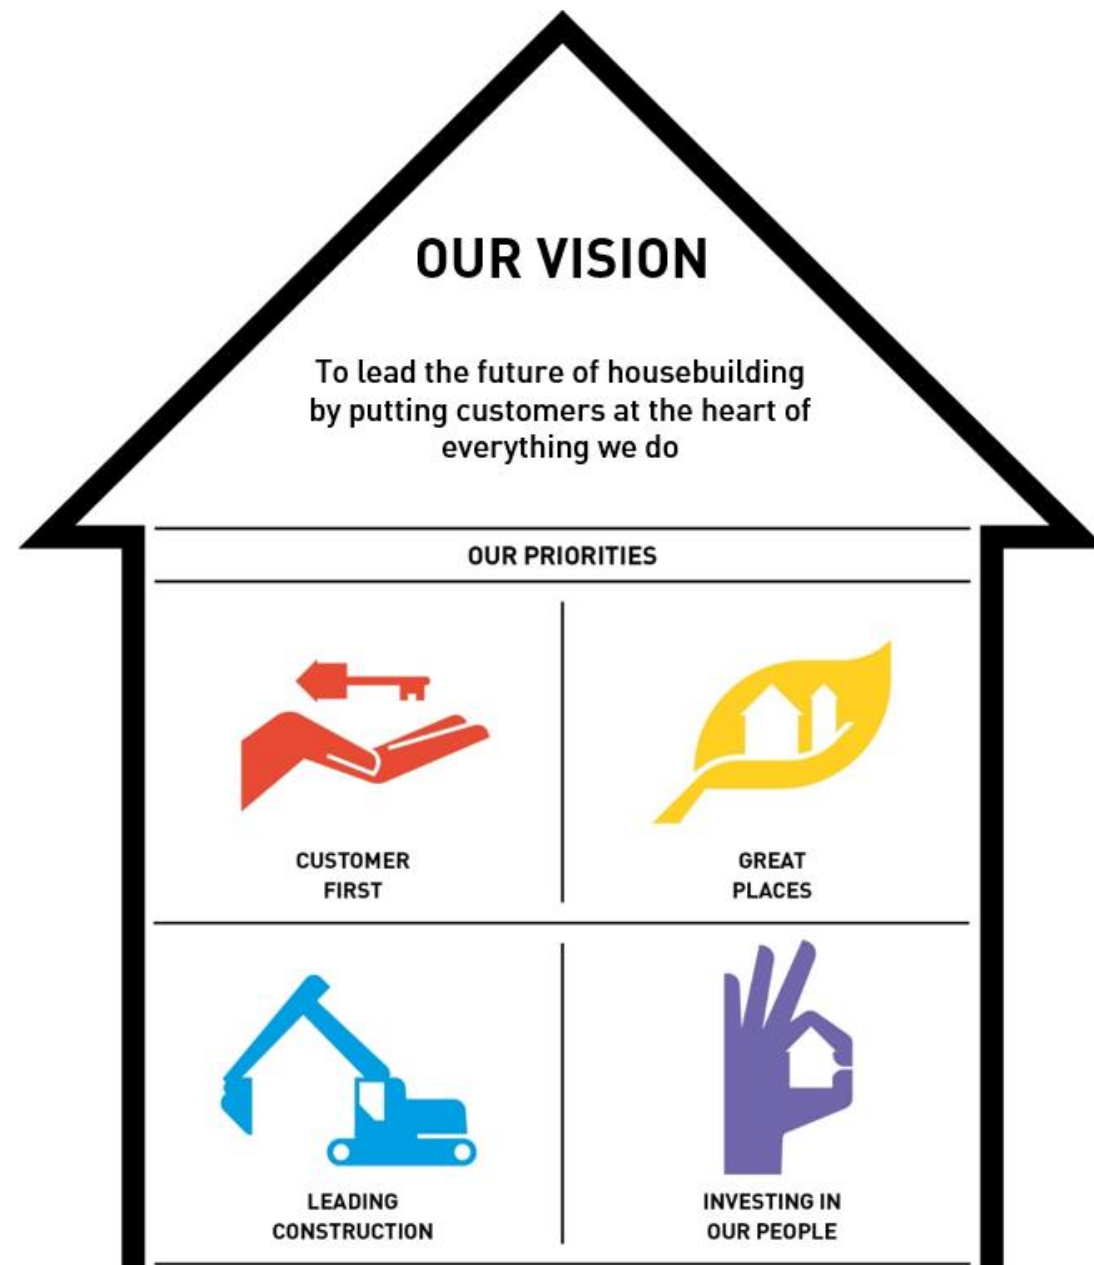 OUR VISION
To lead the future of housebuilding
by putting customers at the heart of
everything we do
OUR PRIORITIES
CUSTOMER
FIRST
GREAT
PLACES
LEADING
CONSTRUCTION
INVESTING IN
OUR PEOPLE